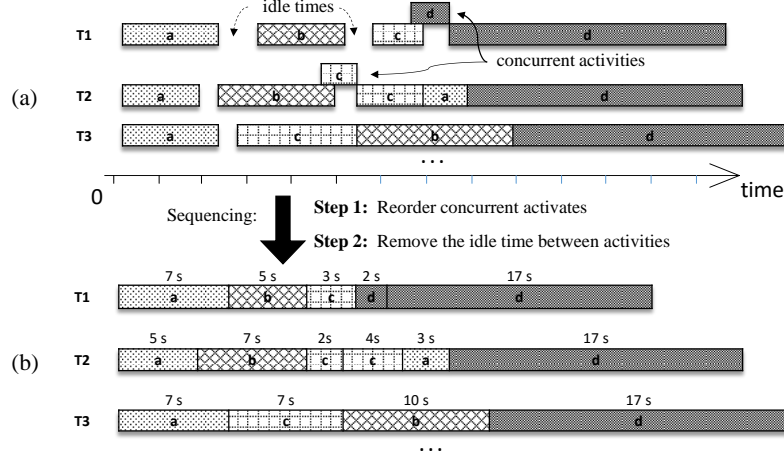 idle times
d
T1 a b c d
concurrent activities
c
(a)
T2 a b c a d
T3 a c b d
...
0 time
Sequencing: Step 1: Reorder concurrent activates
Step 2: Remove the idle time between activities
7 s 5 s 3 s 2 s 17 s
T1 a b c d d
5 s 7 s 2s 4s 3 s 17 s
(b)
T2 a b c c a d
7 s 7 s 10 s 17 s
T3 a c b d
...